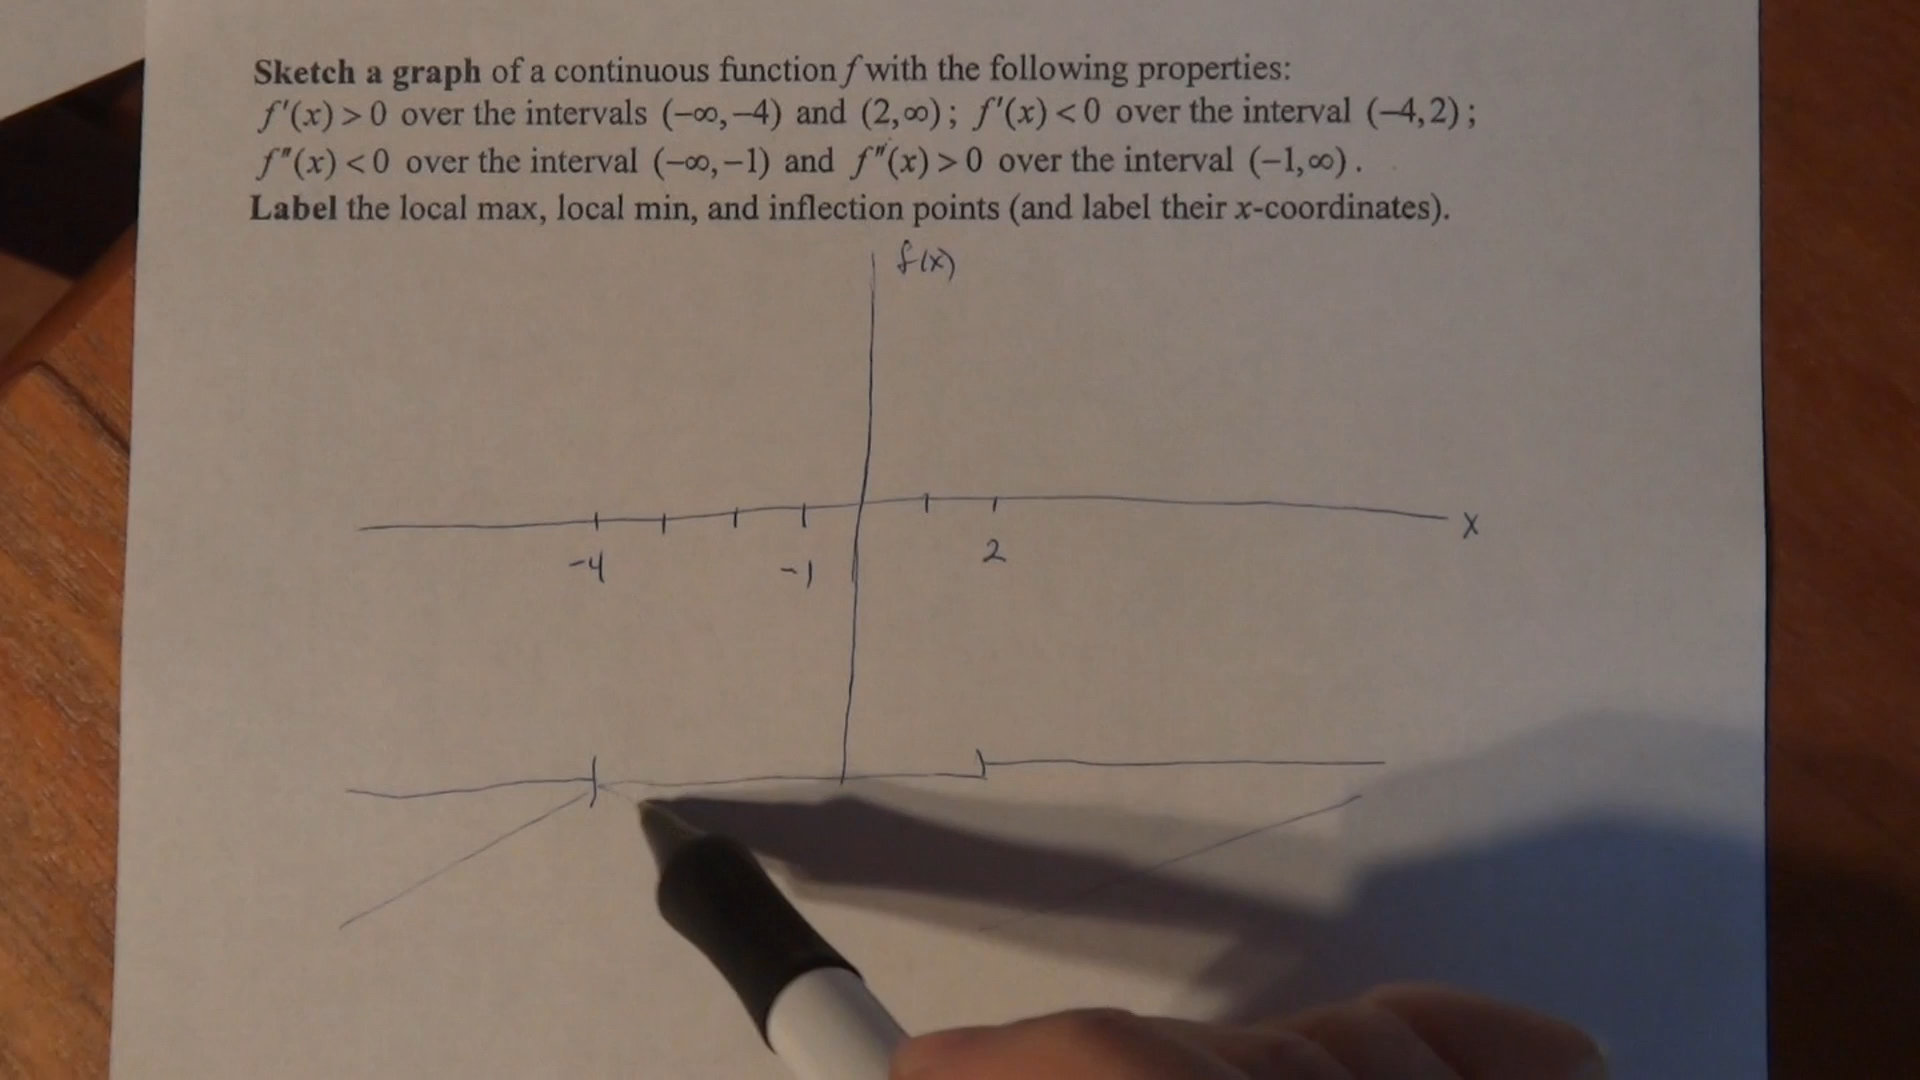 Sketch a graph of a continuous function f with the following properties:
f′(x) > 0 over the intervals (−∞, −4) and (2, ∞); f′(x) < 0 over the interval (−4, 2);
f″(x) < 0 over the interval (−∞, −1) and f″(x) > 0 over the interval (−1, ∞).
Label the local max, local min, and inflection points (and label their x-coordinates).
f(x)
x
-4 -1 2